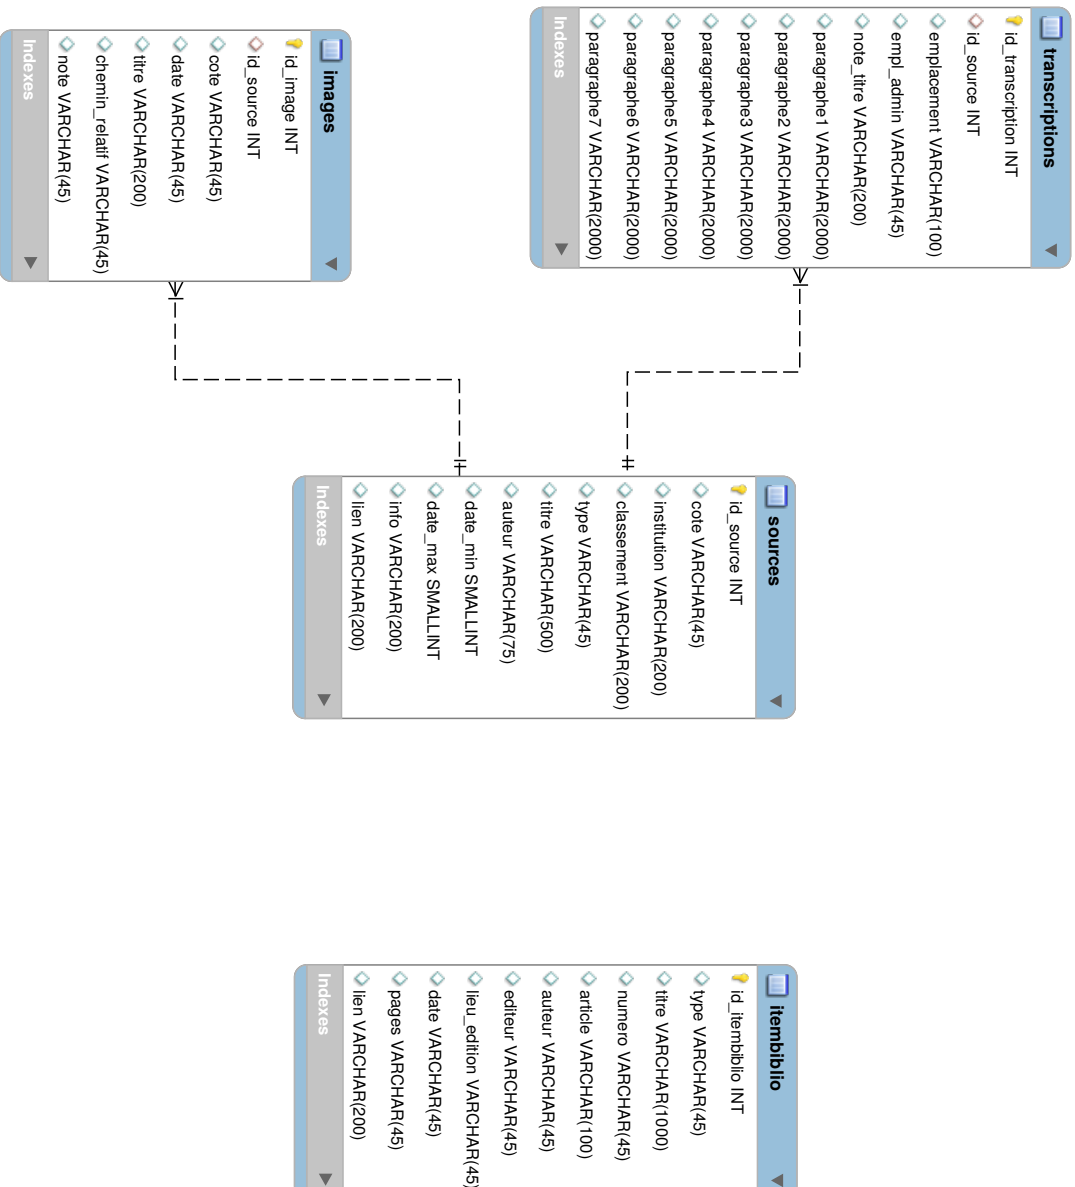 transcriptions
id_transcription INT
id_source INT
emplacement VARCHAR(100)
empl_admin VARCHAR(45)
note_titre VARCHAR(200)
paragraphe1 VARCHAR(2000)
paragraphe2 VARCHAR(2000)
paragraphe3 VARCHAR(2000)
paragraphe4 VARCHAR(2000)
paragraphe5 VARCHAR(2000)
paragraphe6 VARCHAR(2000)
paragraphe7 VARCHAR(2000)
Indexes
images
id_image INT
id_source INT
cote VARCHAR(45)
date VARCHAR(45)
titre VARCHAR(200)
chemin_relatif VARCHAR(45)
note VARCHAR(45)
Indexes
sources
id_source INT
cote VARCHAR(45)
institution VARCHAR(200)
classement VARCHAR(200)
type VARCHAR(45)
titre VARCHAR(500)
auteur VARCHAR(75)
date_min SMALLINT
date_max SMALLINT
info VARCHAR(200)
lien VARCHAR(200)
Indexes
itembiblio
id_itembiblio INT
type VARCHAR(45)
titre VARCHAR(1000)
numero VARCHAR(45)
article VARCHAR(100)
auteur VARCHAR(45)
editeur VARCHAR(45)
lieu_edition VARCHAR(45)
date VARCHAR(45)
pages VARCHAR(45)
lien VARCHAR(200)
Indexes